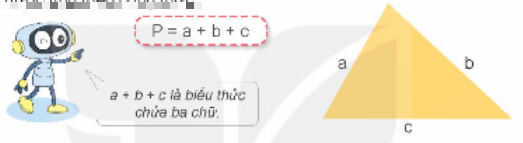 P = a + b + c
a + b + c là biểu thức
chứa ba chữ.
a
b
c